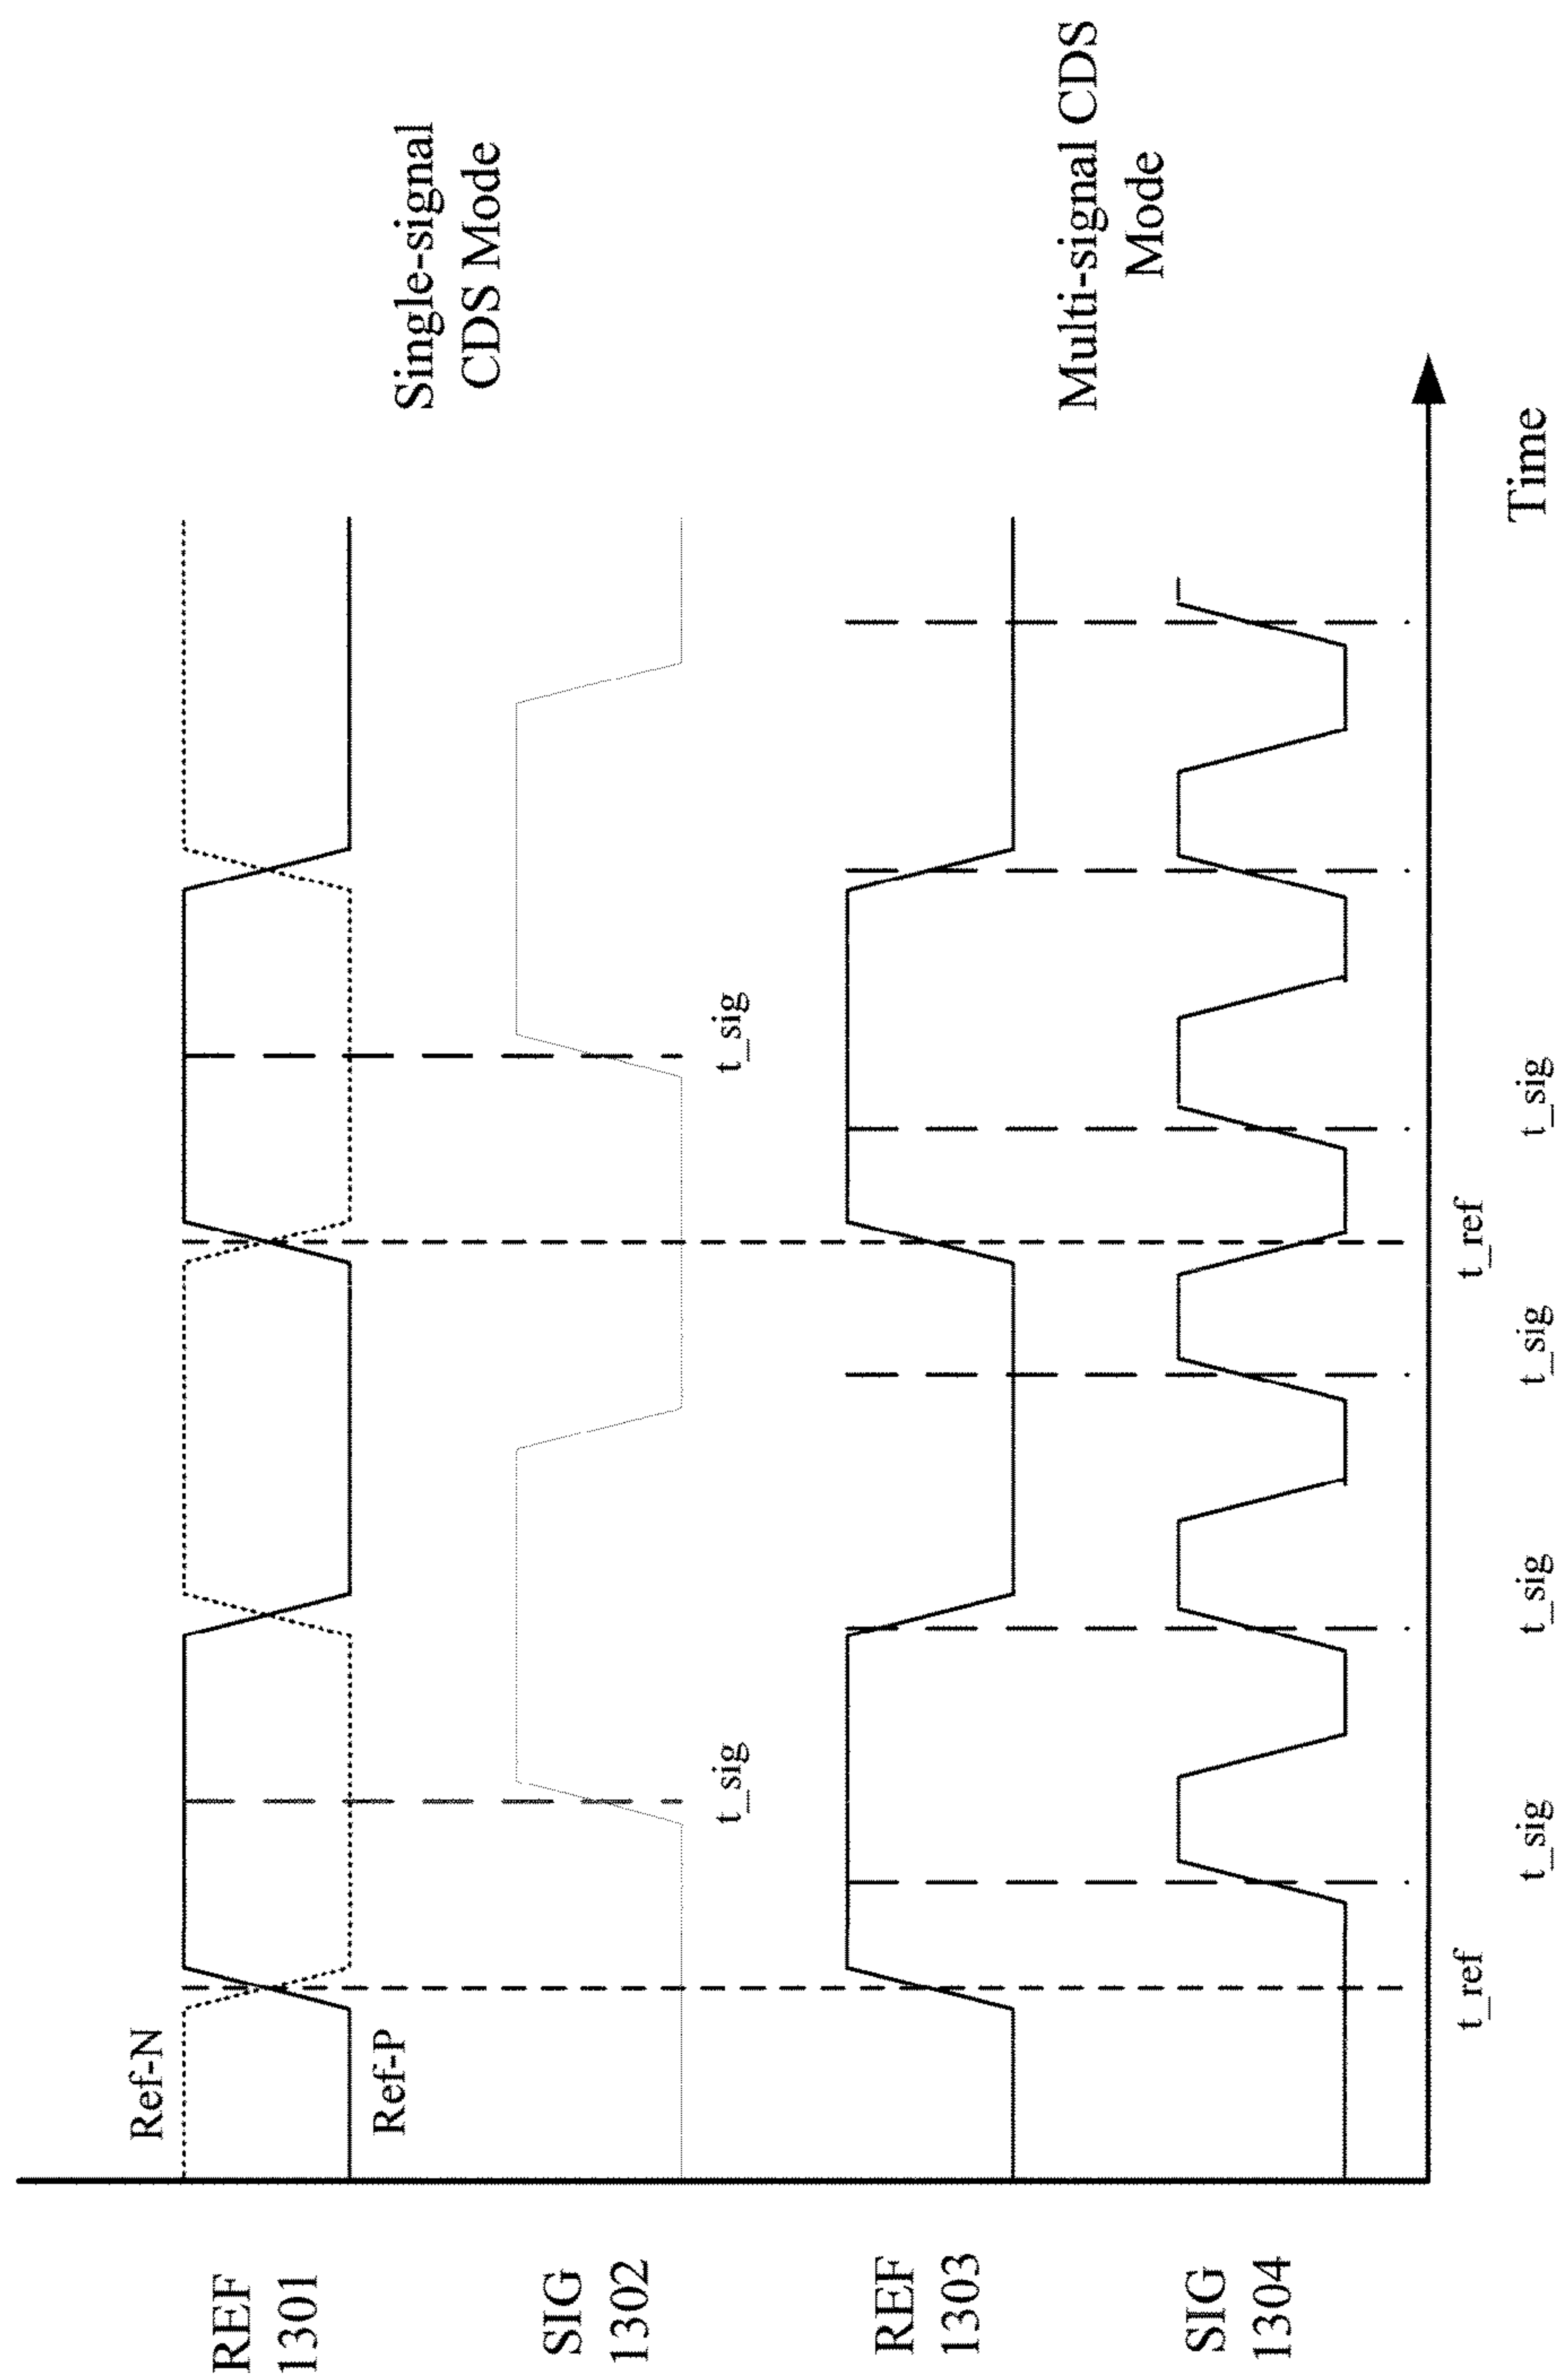 REF
1301
Ref-N
Ref-P
Single-signal
CDS Mode
SIG
1302
t_sig
t_sig
REF
1303
Multi-signal CDS
Mode
SIG
1304
t_ref
t_ref
t_sig
t_sig
t_sig
t_sig
Time